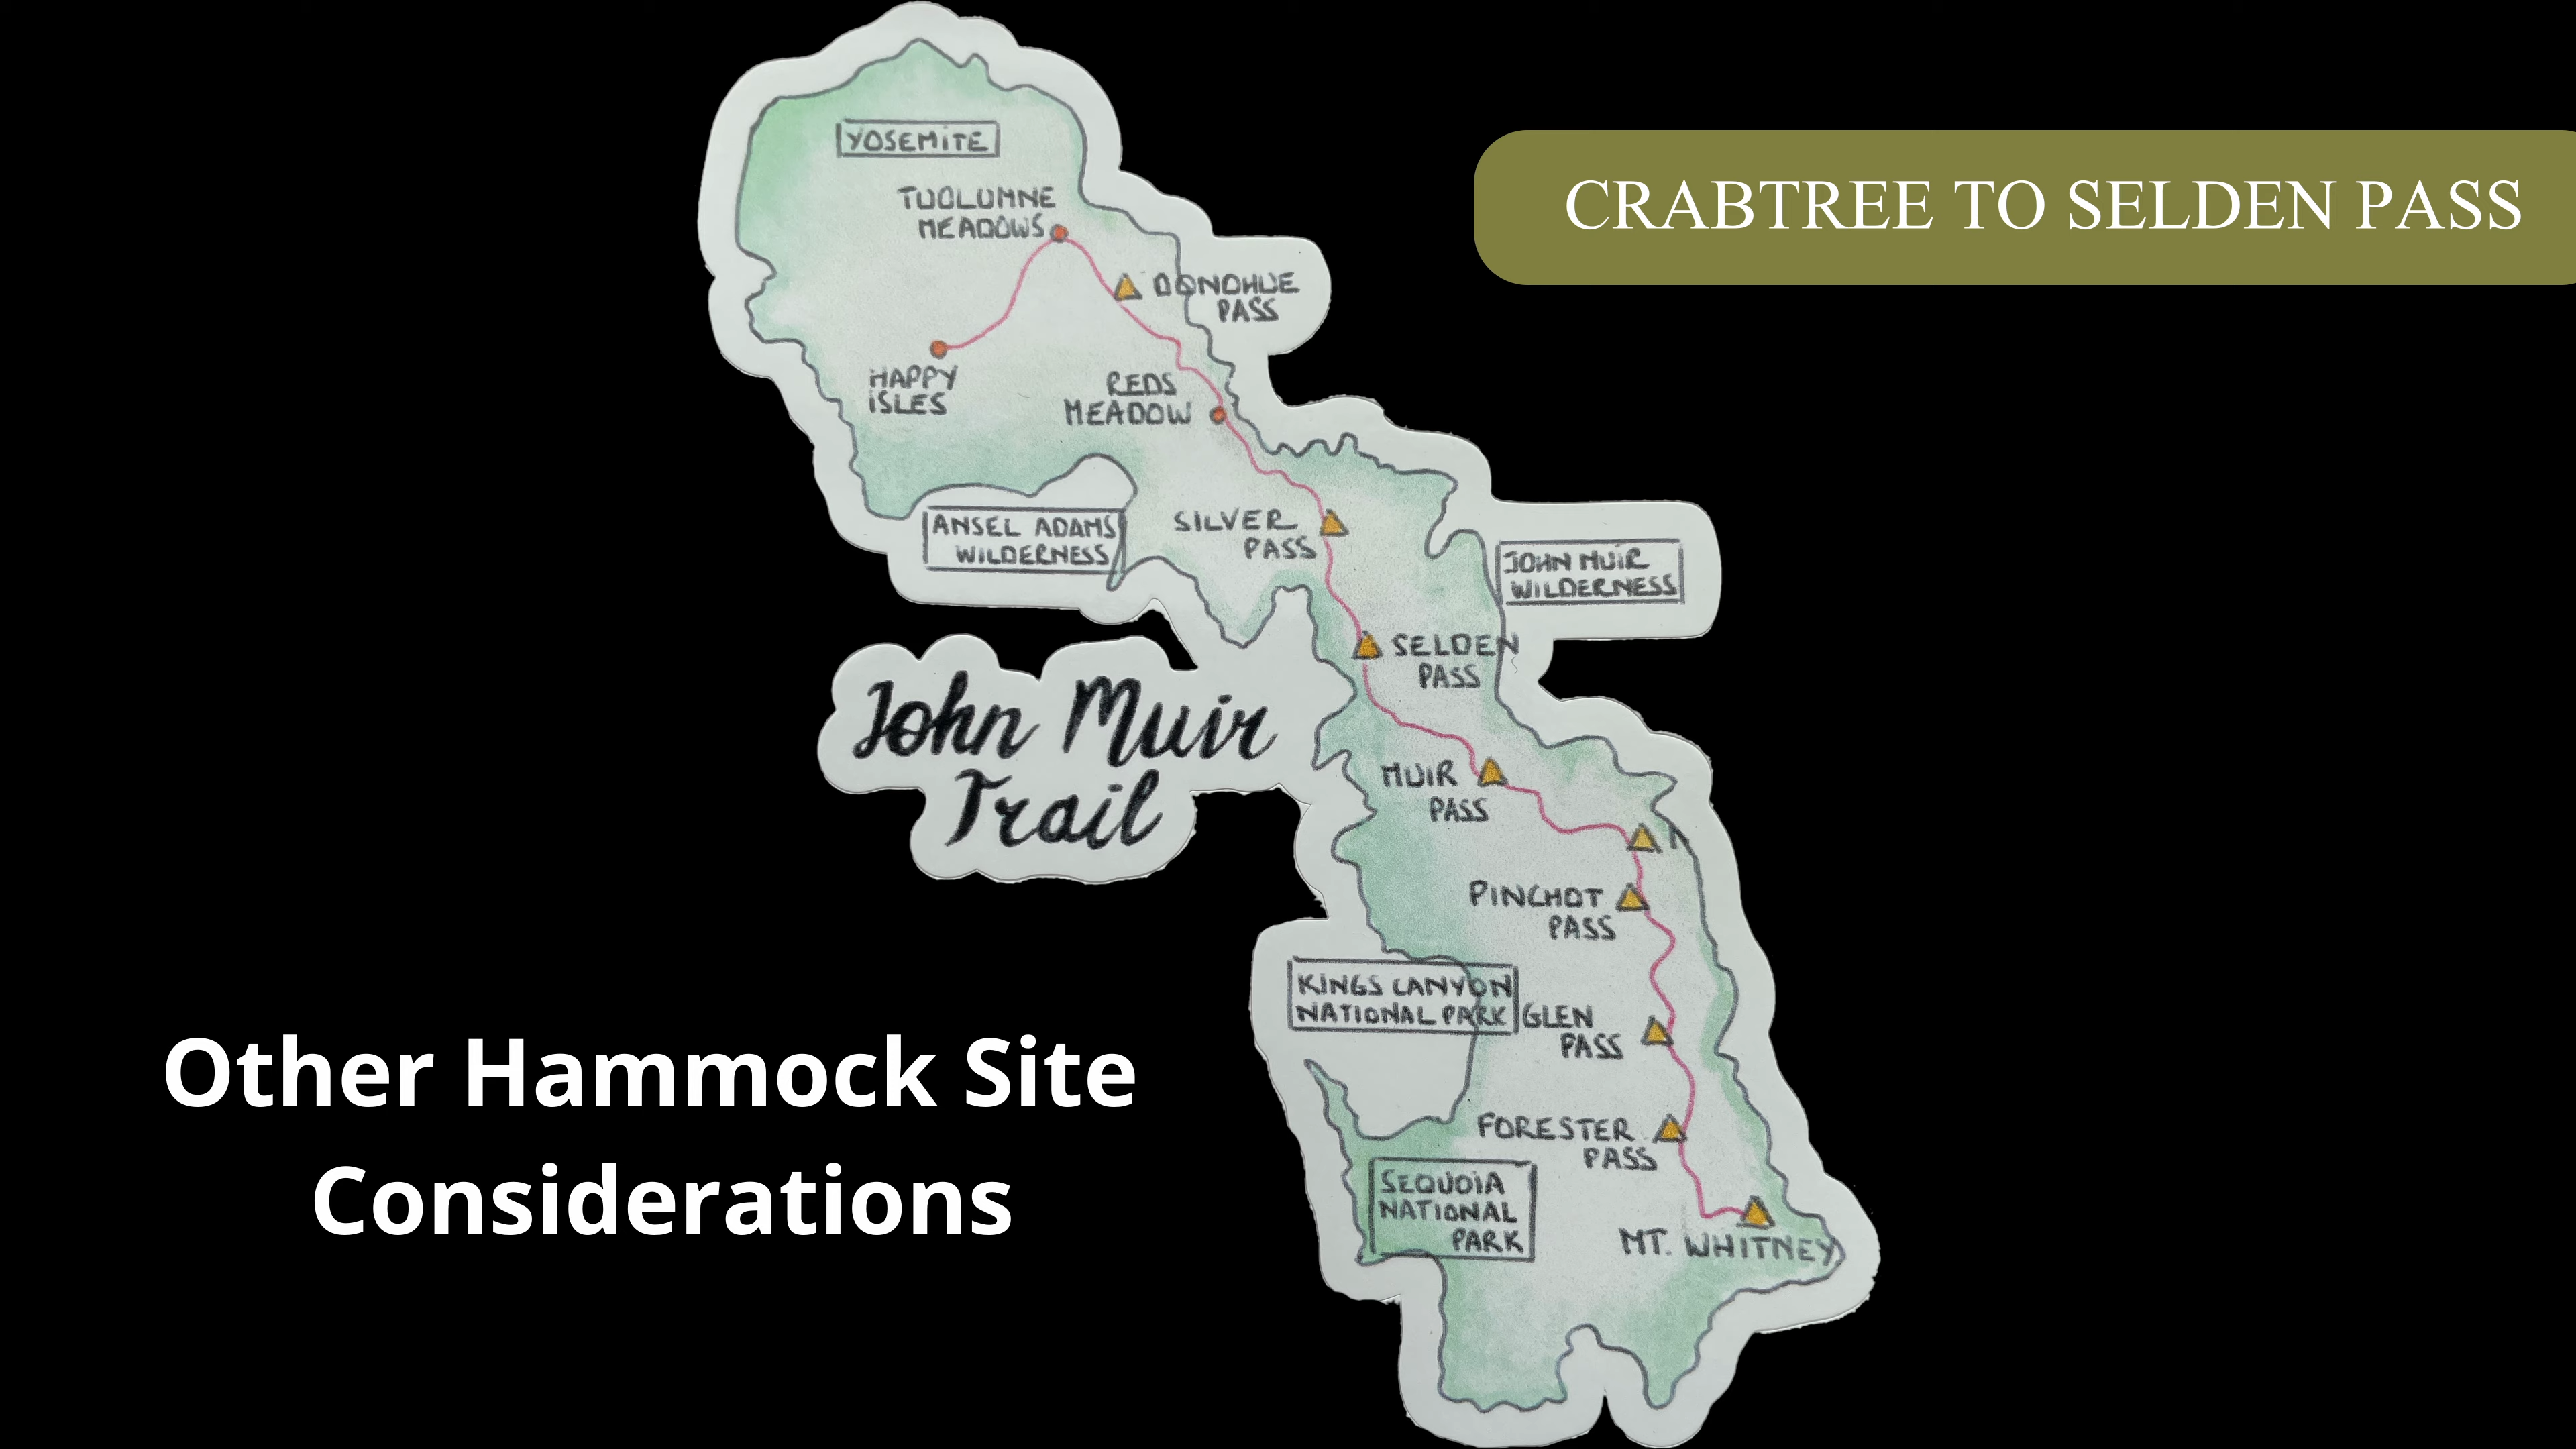 YOSEMITE
TUOLUMNE
MEADOWS
DONOHUE
PASS
HAPPY
ISLES
REDS
MEADOW
ANSEL ADAMS
WILDERNESS
SILVER
PASS
JOHN MUIR
WILDERNESS
SELDEN
PASS
John Muir
Trail
MUIR
PASS
PINCHOT
PASS
KINGS CANYON
NATIONAL PARK
GLEN
PASS
FORESTER
PASS
SEQUOIA
NATIONAL
PARK
MT. WHITNEY
CRABTREE TO SELDEN PASS
Other Hammock Site
Considerations